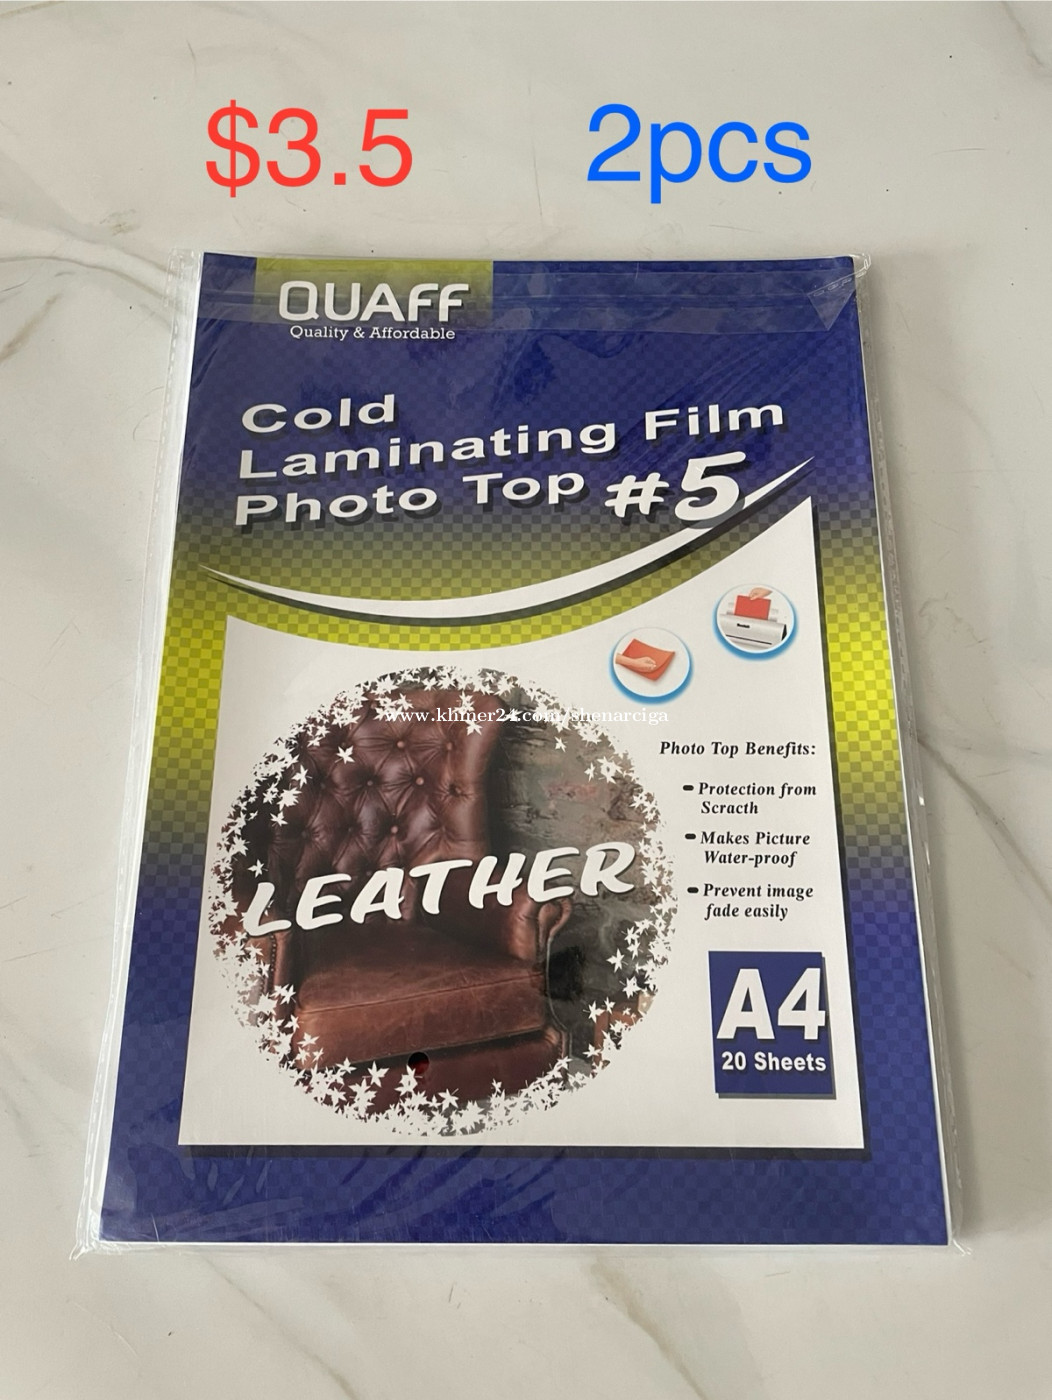 $3.5 2pcs
QUAFF
Quality & Affordable
Cold
Laminating Film
Photo Top #5
www.khmer24.com/shenarciga
Photo Top Benefits:
- Protection from
Scracth
- Makes Picture
Water-proof
- Prevent image
fade easily
LEATHER
A4
20 Sheets